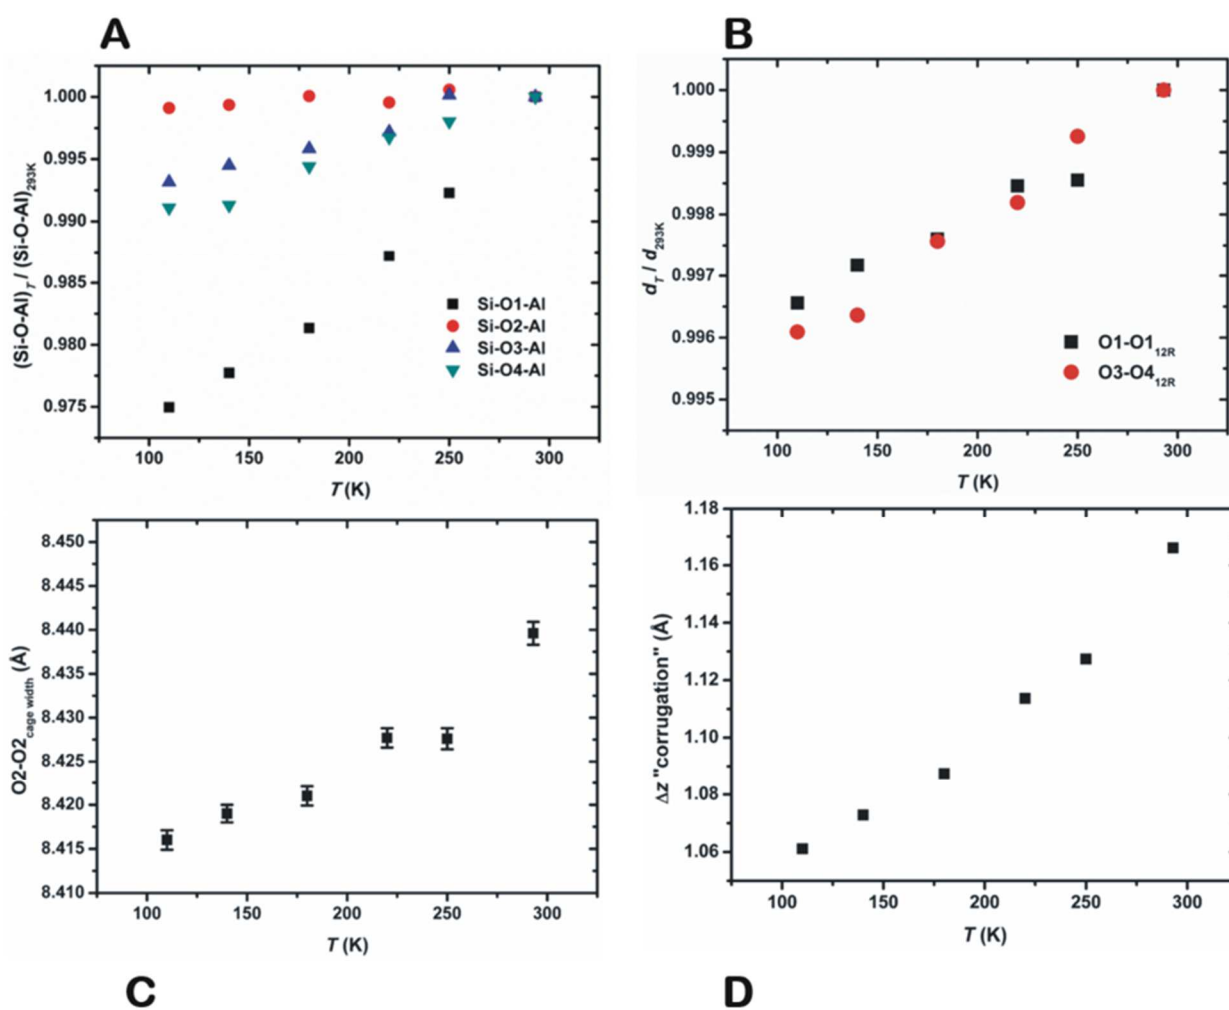 A
1.000
0.995
0.990
0.985
0.980
0.975
(Si-O-Al)T / (Si-O-Al)293K
Si-O1-Al
Si-O2-Al
Si-O3-Al
Si-O4-Al
100 150 200 250 300
T (K)
B
1.000
0.999
0.998
0.997
0.996
0.995
dT / d293K
O1-O112R
O3-O412R
100 150 200 250 300
T (K)
8.450
8.445
8.440
8.435
8.430
8.425
8.420
8.415
8.410
O2-O2cage width (Å)
100 150 200 250 300
T (K)
C
1.18
1.16
1.14
1.12
1.10
1.08
1.06
Δz "corrugation" (Å)
100 150 200 250 300
T (K)
D